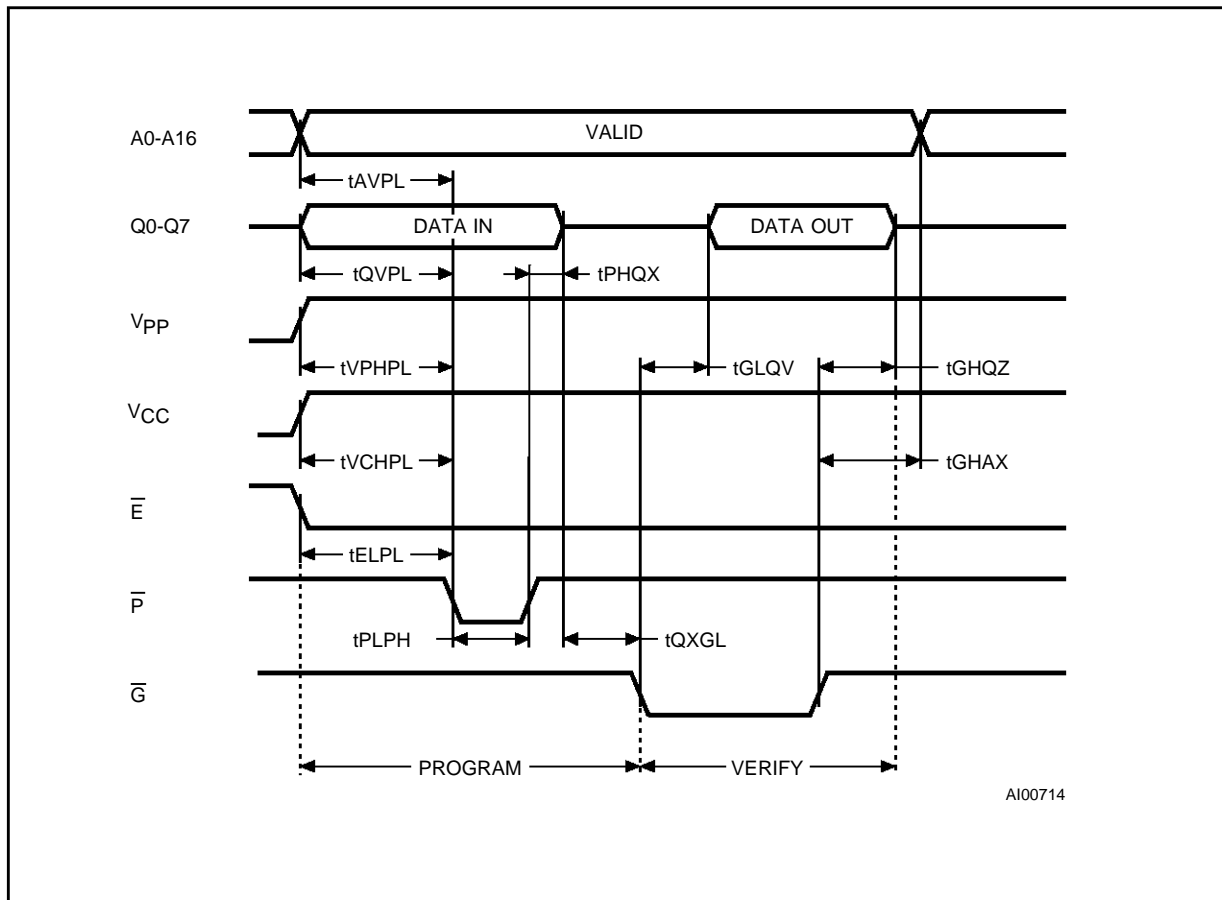 A0-A16
VALID
tAVPL
Q0-Q7
DATA IN
DATA OUT
tQVPL
tPHQX
VPP
tVPHPL
tGLQV
tGHQZ
VCC
tVCHPL
tGHAX
E̅
tELPL
P̅
tPLPH
tQXGL
G̅
PROGRAM
VERIFY
AI00714